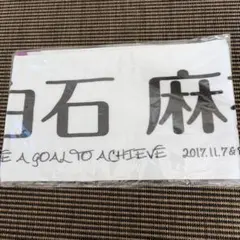 白石 麻
E A GOAL TO ACHIEVE 2017.11.7&